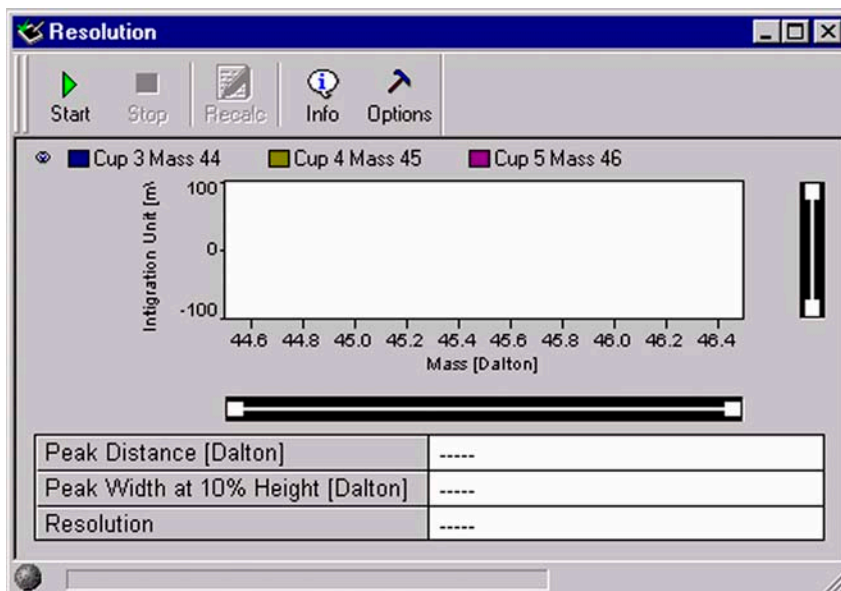 Resolution
Start Stop Recalc Info Options
Cup 3 Mass 44 Cup 4 Mass 45 Cup 5 Mass 46
Intigration Unit [m\
100
0
-100
44.6 44.8 45.0 45.2 45.4 45.6 45.8 46.0 46.2 46.4
Mass [Dalton]
Peak Distance [Dalton] -----
Peak Width at 10% Height [Dalton] -----
Resolution -----